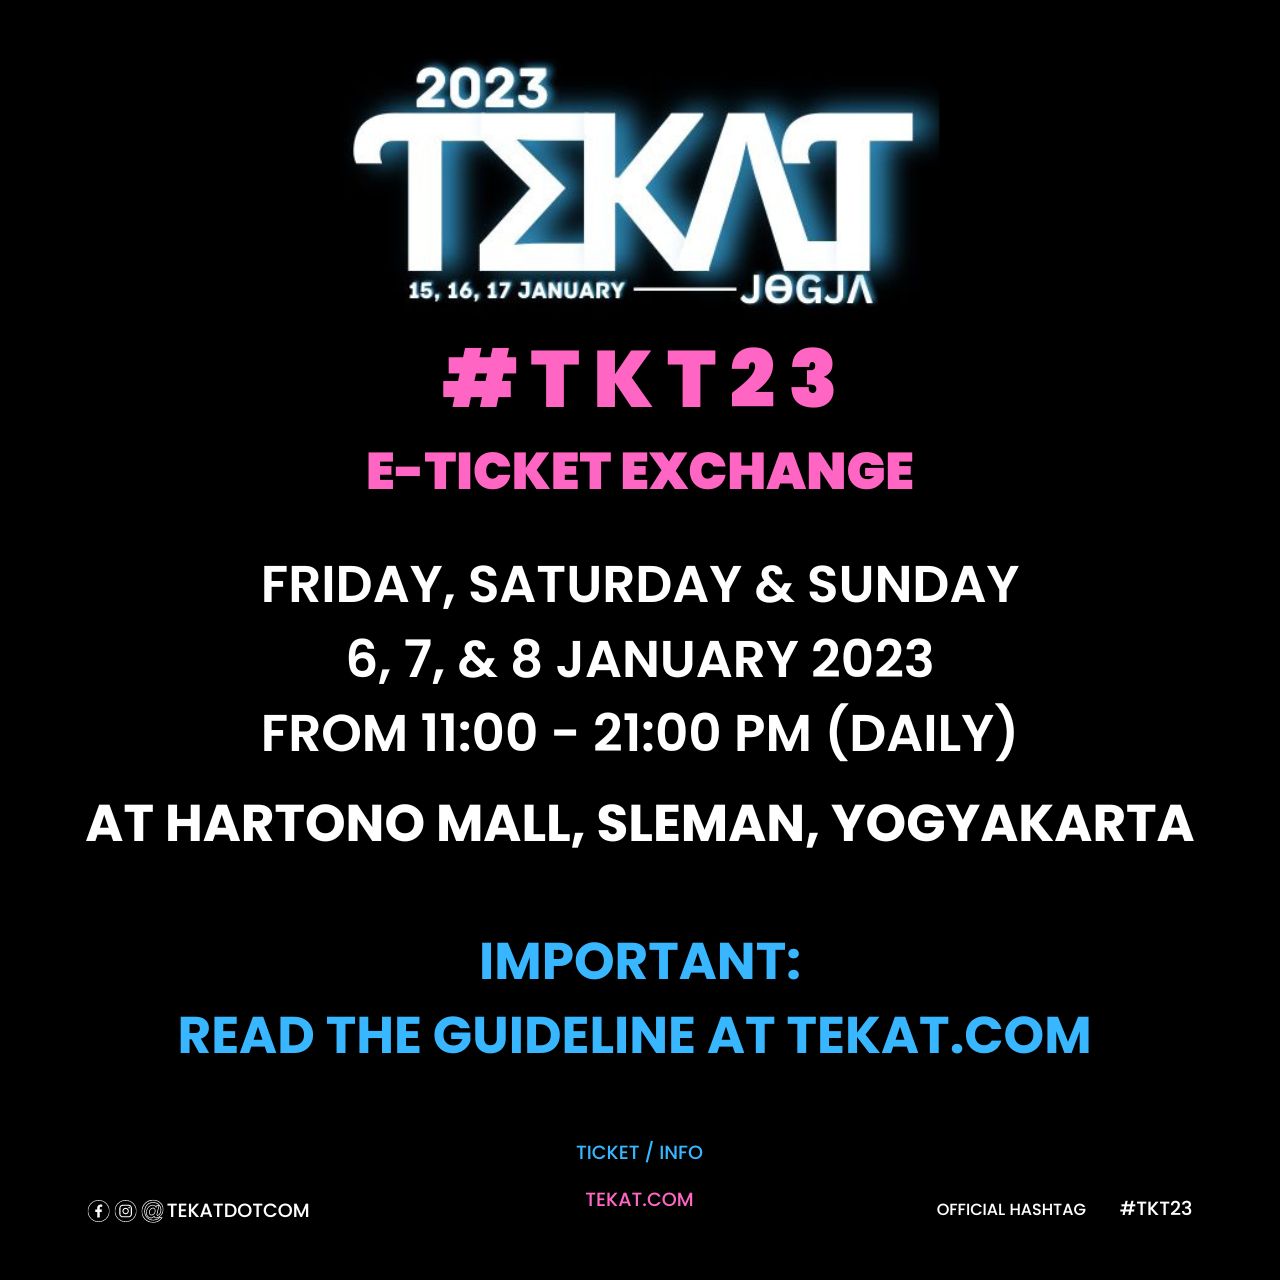 2023
TEKAT
15, 16, 17 JANUARY
JOGJA
#TKT23
E-TICKET EXCHANGE
FRIDAY, SATURDAY & SUNDAY
6, 7, & 8 JANUARY 2023
FROM 11:00 - 21:00 PM (DAILY)
AT HARTONO MALL, SLEMAN, YOGYAKARTA
IMPORTANT:
READ THE GUIDELINE AT TEKAT.COM
TICKET / INFO
TEKAT.COM
@TEKATDOTCOM
OFFICIAL HASHTAG #TKT23